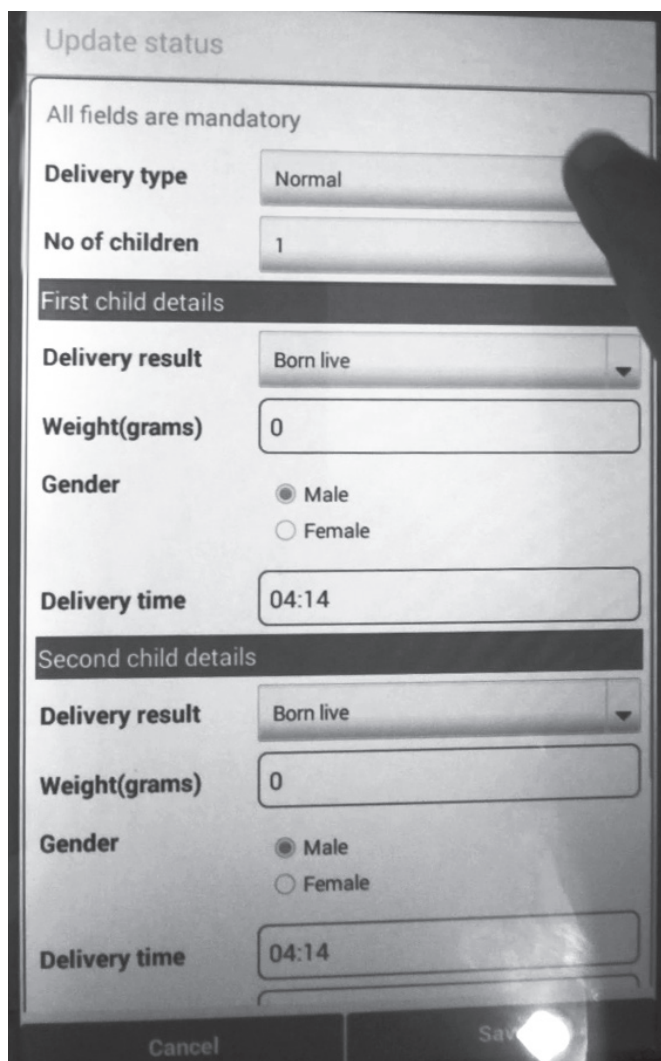 Update status
All fields are mandatory
Delivery type Normal
No of children 1
First child details
Delivery result Born live
Weight(grams) 0
Gender Male
Female
Delivery time 04:14
Second child details
Delivery result Born live
Weight(grams) 0
Gender Male
Female
Delivery time 04:14
Cancel